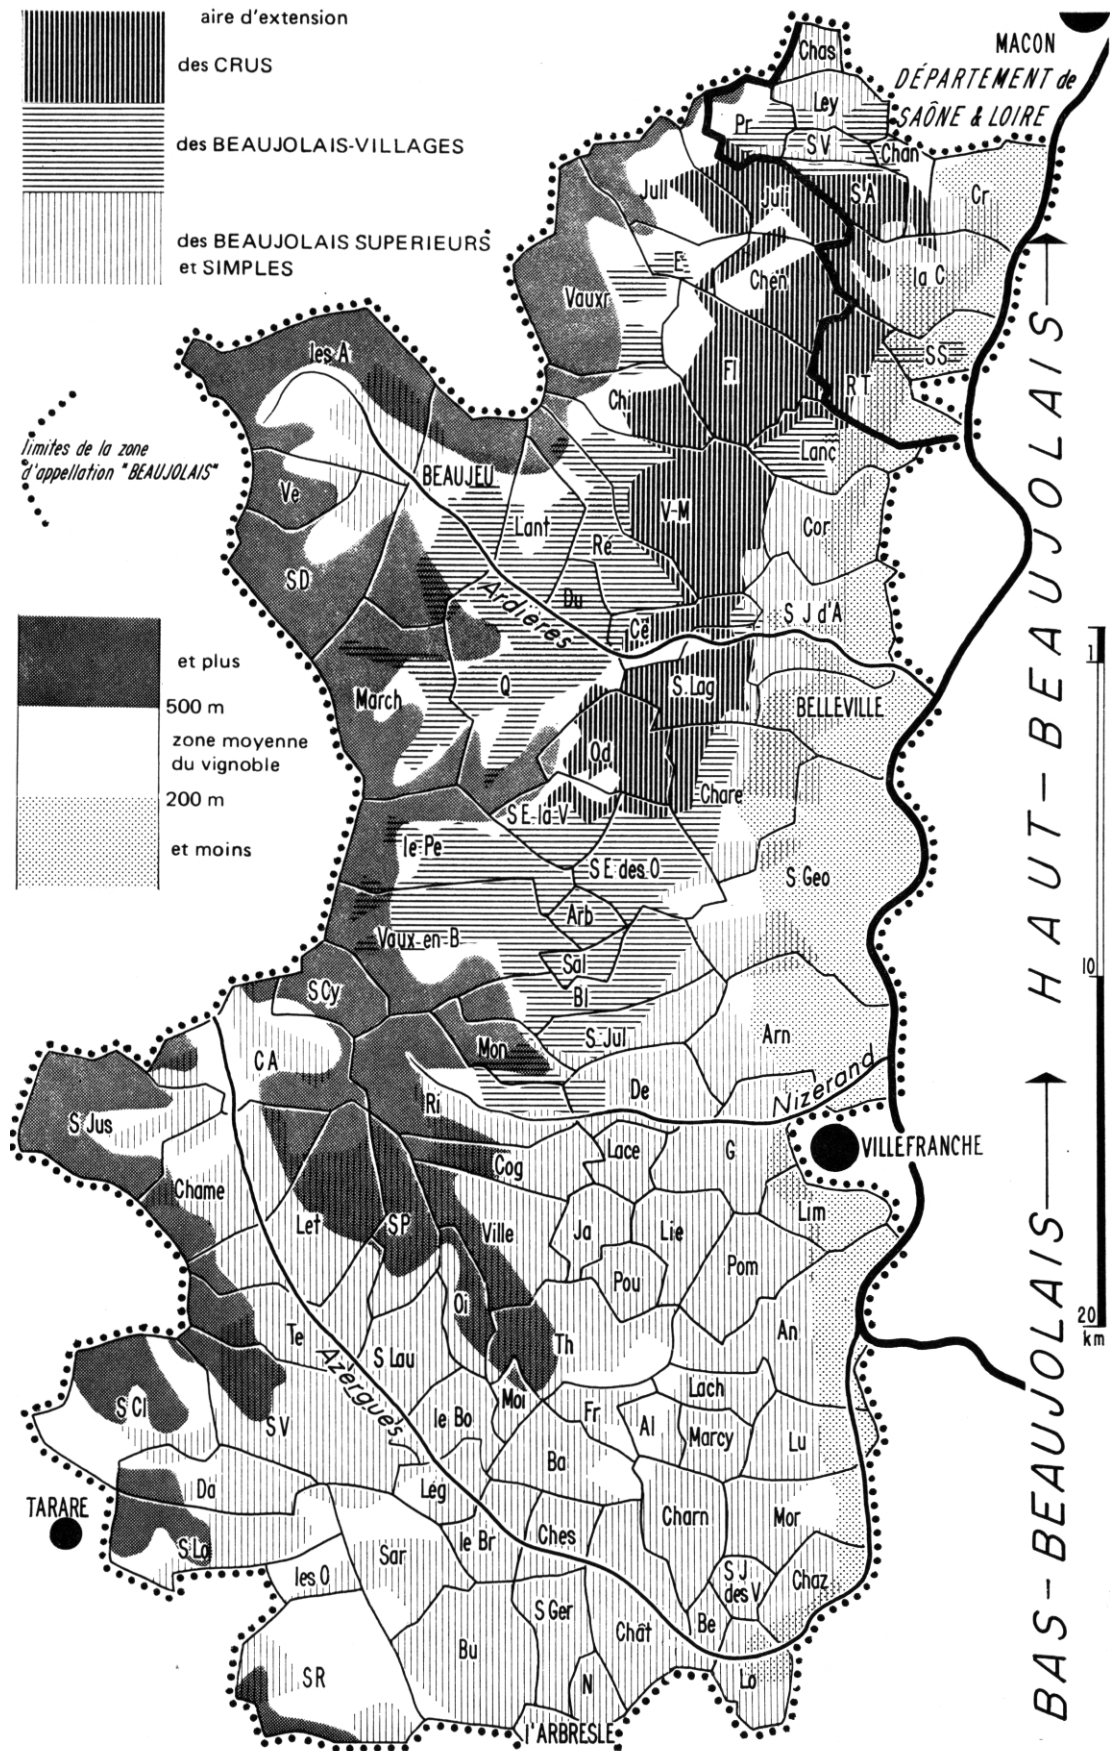 aire d'extension
des CRUS
des BEAUJOLAIS-VILLAGES
des BEAUJOLAIS SUPERIEURS
et SIMPLES
limites de la zone
d'appellation "BEAUJOLAIS"
et plus
500 m
zone moyenne
du vignoble
200 m
et moins
MACON
DÉPARTEMENT de
SAÔNE & LOIRE
Chas
Ley
Pr
SV
Chan
Cr
Jull
Juli
SA
E
Chen
la C
Vauxr
Fl
RT
SS
les A
Chi
Lanc
BEAUJEU
Ve
Lant
V-M
Cor
Ré
SD
Du
Ardières
Cé
S J d'A
March
Q
S.Lag
BELLEVILLE
Od
Chare
S E-la-V
le Pe
S E des O
S Geo
Arb
Vaux-en-B
Sal
S Cy
Bl
S Jul
Arn
CA
Mon
De
Nizerand
S Jus
Ri
Cog
Lace
G
VILLEFRANCHE
Chame
Let
SP
Ville
Ja
Lie
Lim
Pom
Pou
Oi
Te
Th
An
Azergues
S Lau
Lach
Moi
S Cl
SV
le Bo
Fr
Al
Marcy
Lu
Ba
Da
Lég
TARARE
Charn
Mor
S Lo
Sar
le Br
Ches
les O
S J
des V
Chaz
S Ger
Be
Bu
Chât
SR
N
Lo
l'ARBRESLE
HAUT-BEAUJOLAIS
BAS-BEAUJOLAIS
1
10
20
km